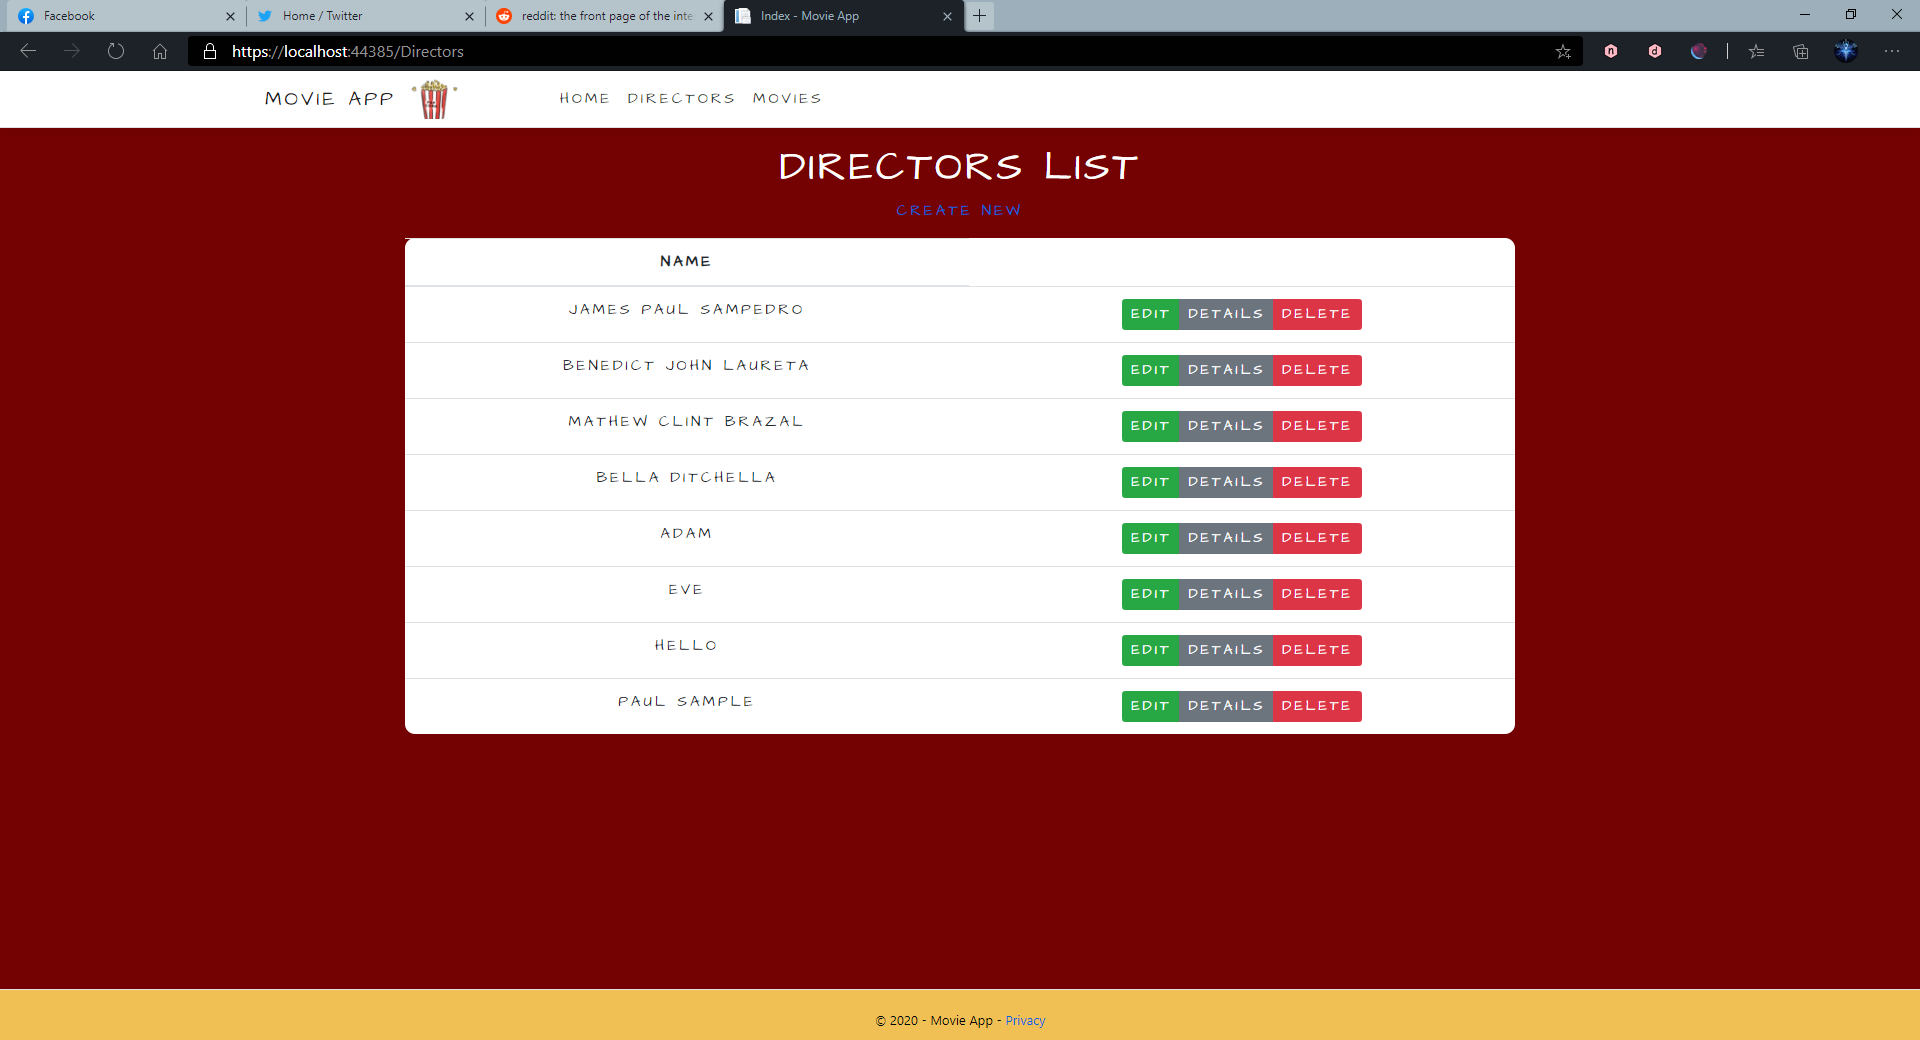 Facebook
Home / Twitter
reddit: the front page of the inte
Index - Movie App
https://localhost:44385/Directors
MOVIE APP
HOME DIRECTORS MOVIES
DIRECTORS LIST
CREATE NEW
NAME
JAMES PAUL SAMPEDRO EDIT DETAILS DELETE
BENEDICT JOHN LAURETA EDIT DETAILS DELETE
MATHEW CLINT BRAZAL EDIT DETAILS DELETE
BELLA DITCHELLA EDIT DETAILS DELETE
ADAM EDIT DETAILS DELETE
EVE EDIT DETAILS DELETE
HELLO EDIT DETAILS DELETE
PAUL SAMPLE EDIT DETAILS DELETE
© 2020 - Movie App - Privacy